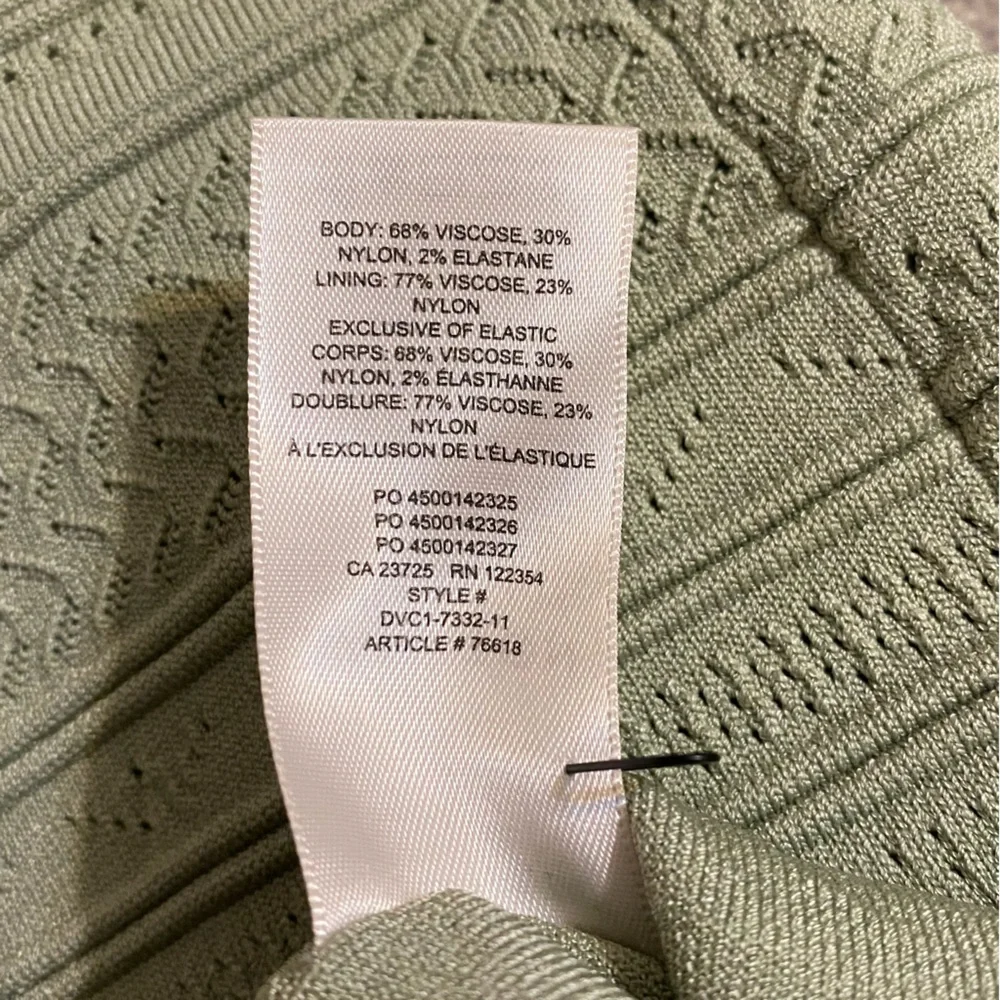 BODY: 68% VISCOSE, 30%
NYLON, 2% ELASTANE
LINING: 77% VISCOSE, 23%
NYLON
EXCLUSIVE OF ELASTIC
CORPS: 68% VISCOSE, 30%
NYLON, 2% ÉLASTHANNE
DOUBLURE: 77% VISCOSE, 23%
NYLON
À L'EXCLUSION DE L'ÉLASTIQUE
PO 4500142325
PO 4500142326
PO 4500142327
CA 23725 RN 122354
STYLE #
DVC1-7332-11
ARTICLE # 76618